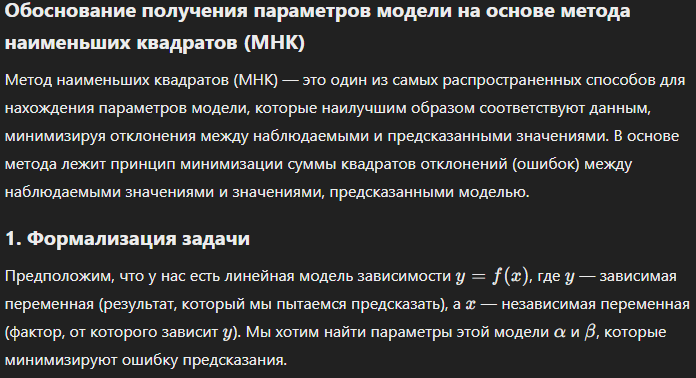 Обоснование получения параметров модели на основе метода
наименьших квадратов (МНК)
Метод наименьших квадратов (МНК) — это один из самых распространенных способов для
нахождения параметров модели, которые наилучшим образом соответствуют данным,
минимизируя отклонения между наблюдаемыми и предсказанными значениями. В основе
метода лежит принцип минимизации суммы квадратов отклонений (ошибок) между
наблюдаемыми значениями и значениями, предсказанными моделью.
1. Формализация задачи
Предположим, что у нас есть линейная модель зависимости y = f(x), где y — зависимая
переменная (результат, который мы пытаемся предсказать), а x — независимая переменная
(фактор, от которого зависит y). Мы хотим найти параметры этой модели α и β, которые
минимизируют ошибку предсказания.